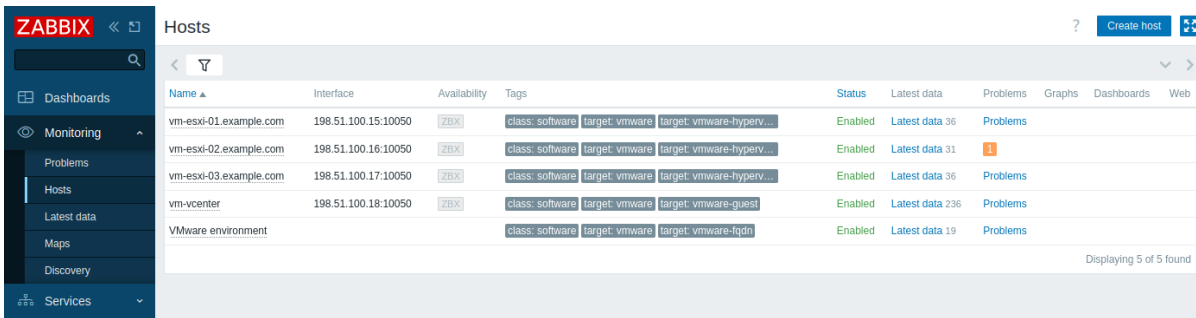 ZABBIX
Hosts
? Create host
Dashboards
Monitoring
Problems
Hosts
Latest data
Maps
Discovery
Services
Name Interface Availability Tags Status Latest data Problems Graphs Dashboards Web
vm-esxi-01.example.com 198.51.100.15:10050 ZBX class: software target: vmware target: vmware-hyperv... Enabled Latest data 36 Problems
vm-esxi-02.example.com 198.51.100.16:10050 ZBX class: software target: vmware target: vmware-hyperv... Enabled Latest data 31 1
vm-esxi-03.example.com 198.51.100.17:10050 ZBX class: software target: vmware target: vmware-hyperv... Enabled Latest data 36 Problems
vm-vcenter 198.51.100.18:10050 ZBX class: software target: vmware target: vmware-guest Enabled Latest data 236 Problems
VMware environment class: software target: vmware target: vmware-fqdn Enabled Latest data 19 Problems
Displaying 5 of 5 found